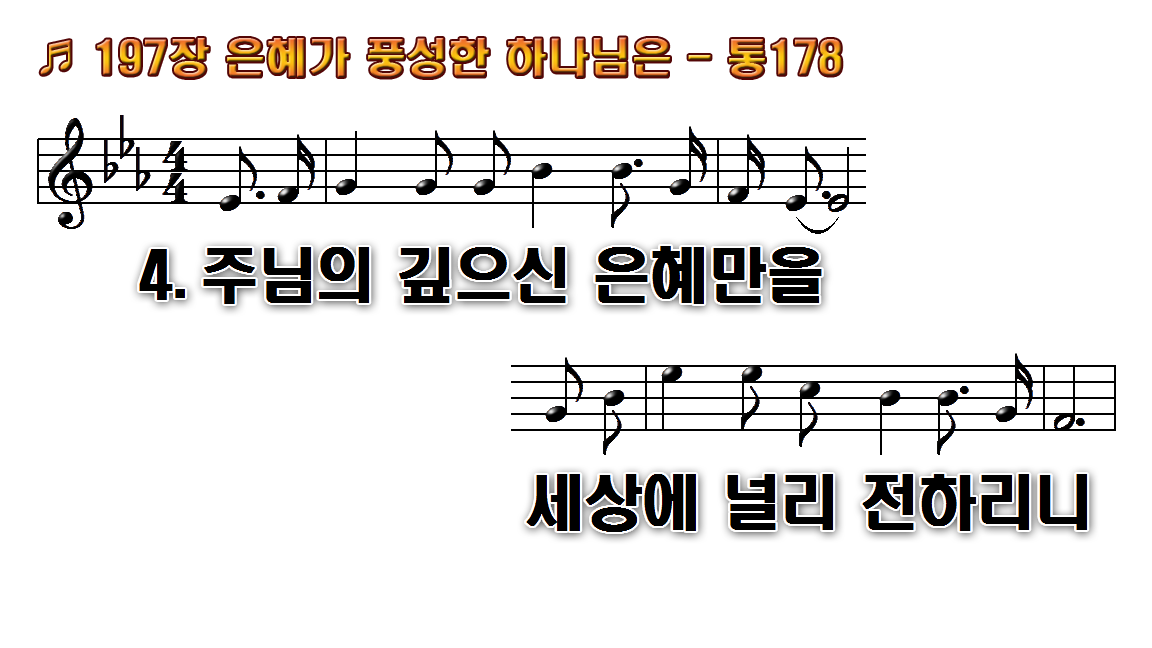 ♬ 197장 은혜가 풍성한 하나님은 - 통178
4. 주님의 깊으신 은혜만을
세상에 널리 전하리니